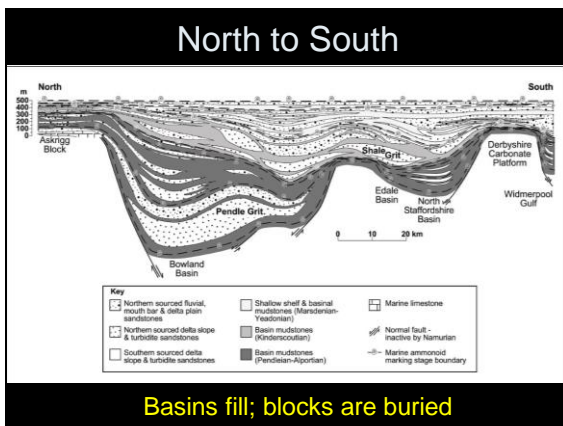 North to South
North
South
m
500
400
300
200
100
0
Askrigg
Block
Shale
Grit
Derbyshire
Carbonate
Platform
Edale
Basin
North
Staffordshire
Basin
Widmerpool
Gulf
Pendle Grit
Bowland
Basin
0 10 20 km
Key
Northern sourced fluvial,
mouth bar & delta plain
sandstones
Northern sourced delta slope
& turbidite sandstones
Southern sourced delta
slope & turbidite sandstones
Shallow shelf & basinal
mudstones (Marsdenian-
Yeadonian)
Basin mudstones
(Kinderscoutian)
Basin mudstones
(Pendleian-Alportian)
Marine limestone
Normal fault -
inactive by Namurian
Marine ammonoid
marking stage boundary
Basins fill; blocks are buried